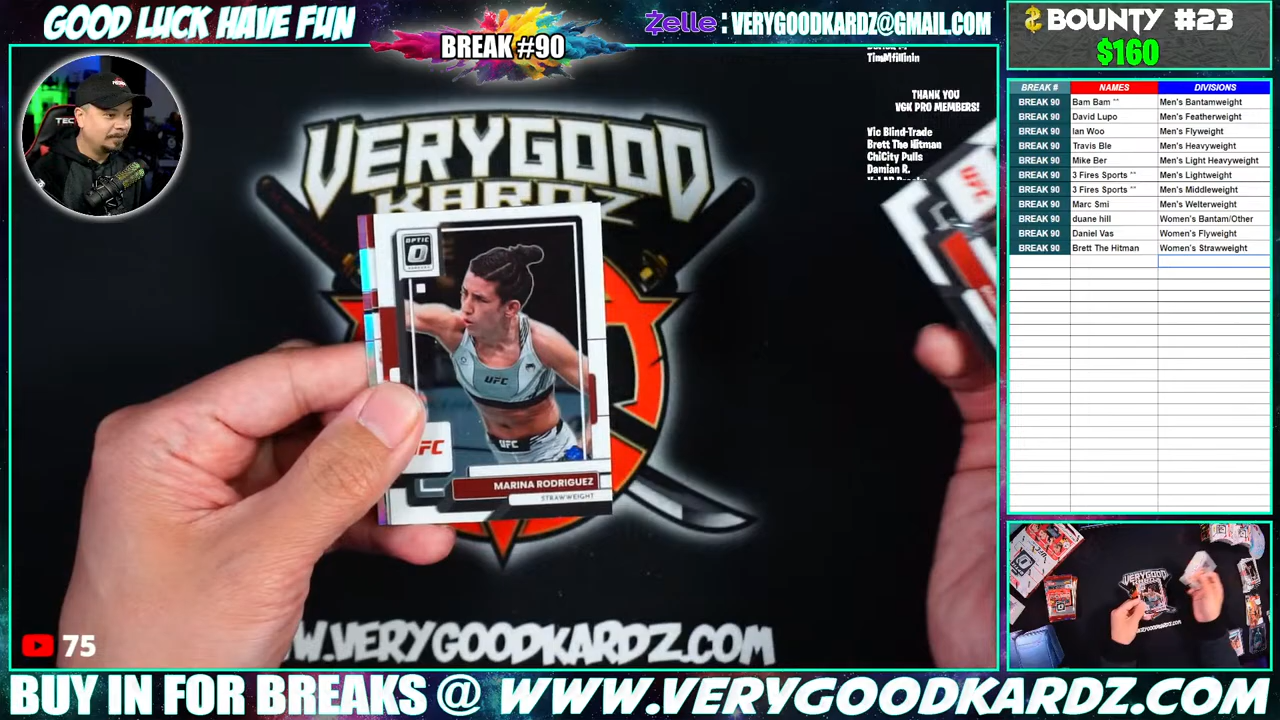 GOOD LUCK HAVE FUN
BREAK #90
Zelle : VERYGOODKARDZ@GMAIL.COM
$ BOUNTY #23
$160
TimMfillinin
THANK YOU
VGK PRO MEMBERS!
Vic Blind-Trade
Brett The Hitman
ChiCity Pulls
Damian R.
BREAK # NAMES DIVISIONS
BREAK 90 Bam Bam ** Men's Bantamweight
BREAK 90 David Lupo Men's Featherweight
BREAK 90 Ian Woo Men's Flyweight
BREAK 90 Travis Ble Men's Heavyweight
BREAK 90 Mike Ber Men's Light Heavyweight
BREAK 90 3 Fires Sports ** Men's Lightweight
BREAK 90 3 Fires Sports ** Men's Middleweight
BREAK 90 Marc Smi Men's Welterweight
BREAK 90 duane hill Women's Bantam/Other
BREAK 90 Daniel Vas Women's Flyweight
BREAK 90 Brett The Hitman Women's Strawweight
VERYGOOD
KARDZ
OPTIC
UFC
UFC
UFC
MARINA RODRIGUEZ
STRAWWEIGHT
75
WWW.VERYGOODKARDZ.COM
BUY IN FOR BREAKS @ WWW.VERYGOODKARDZ.COM